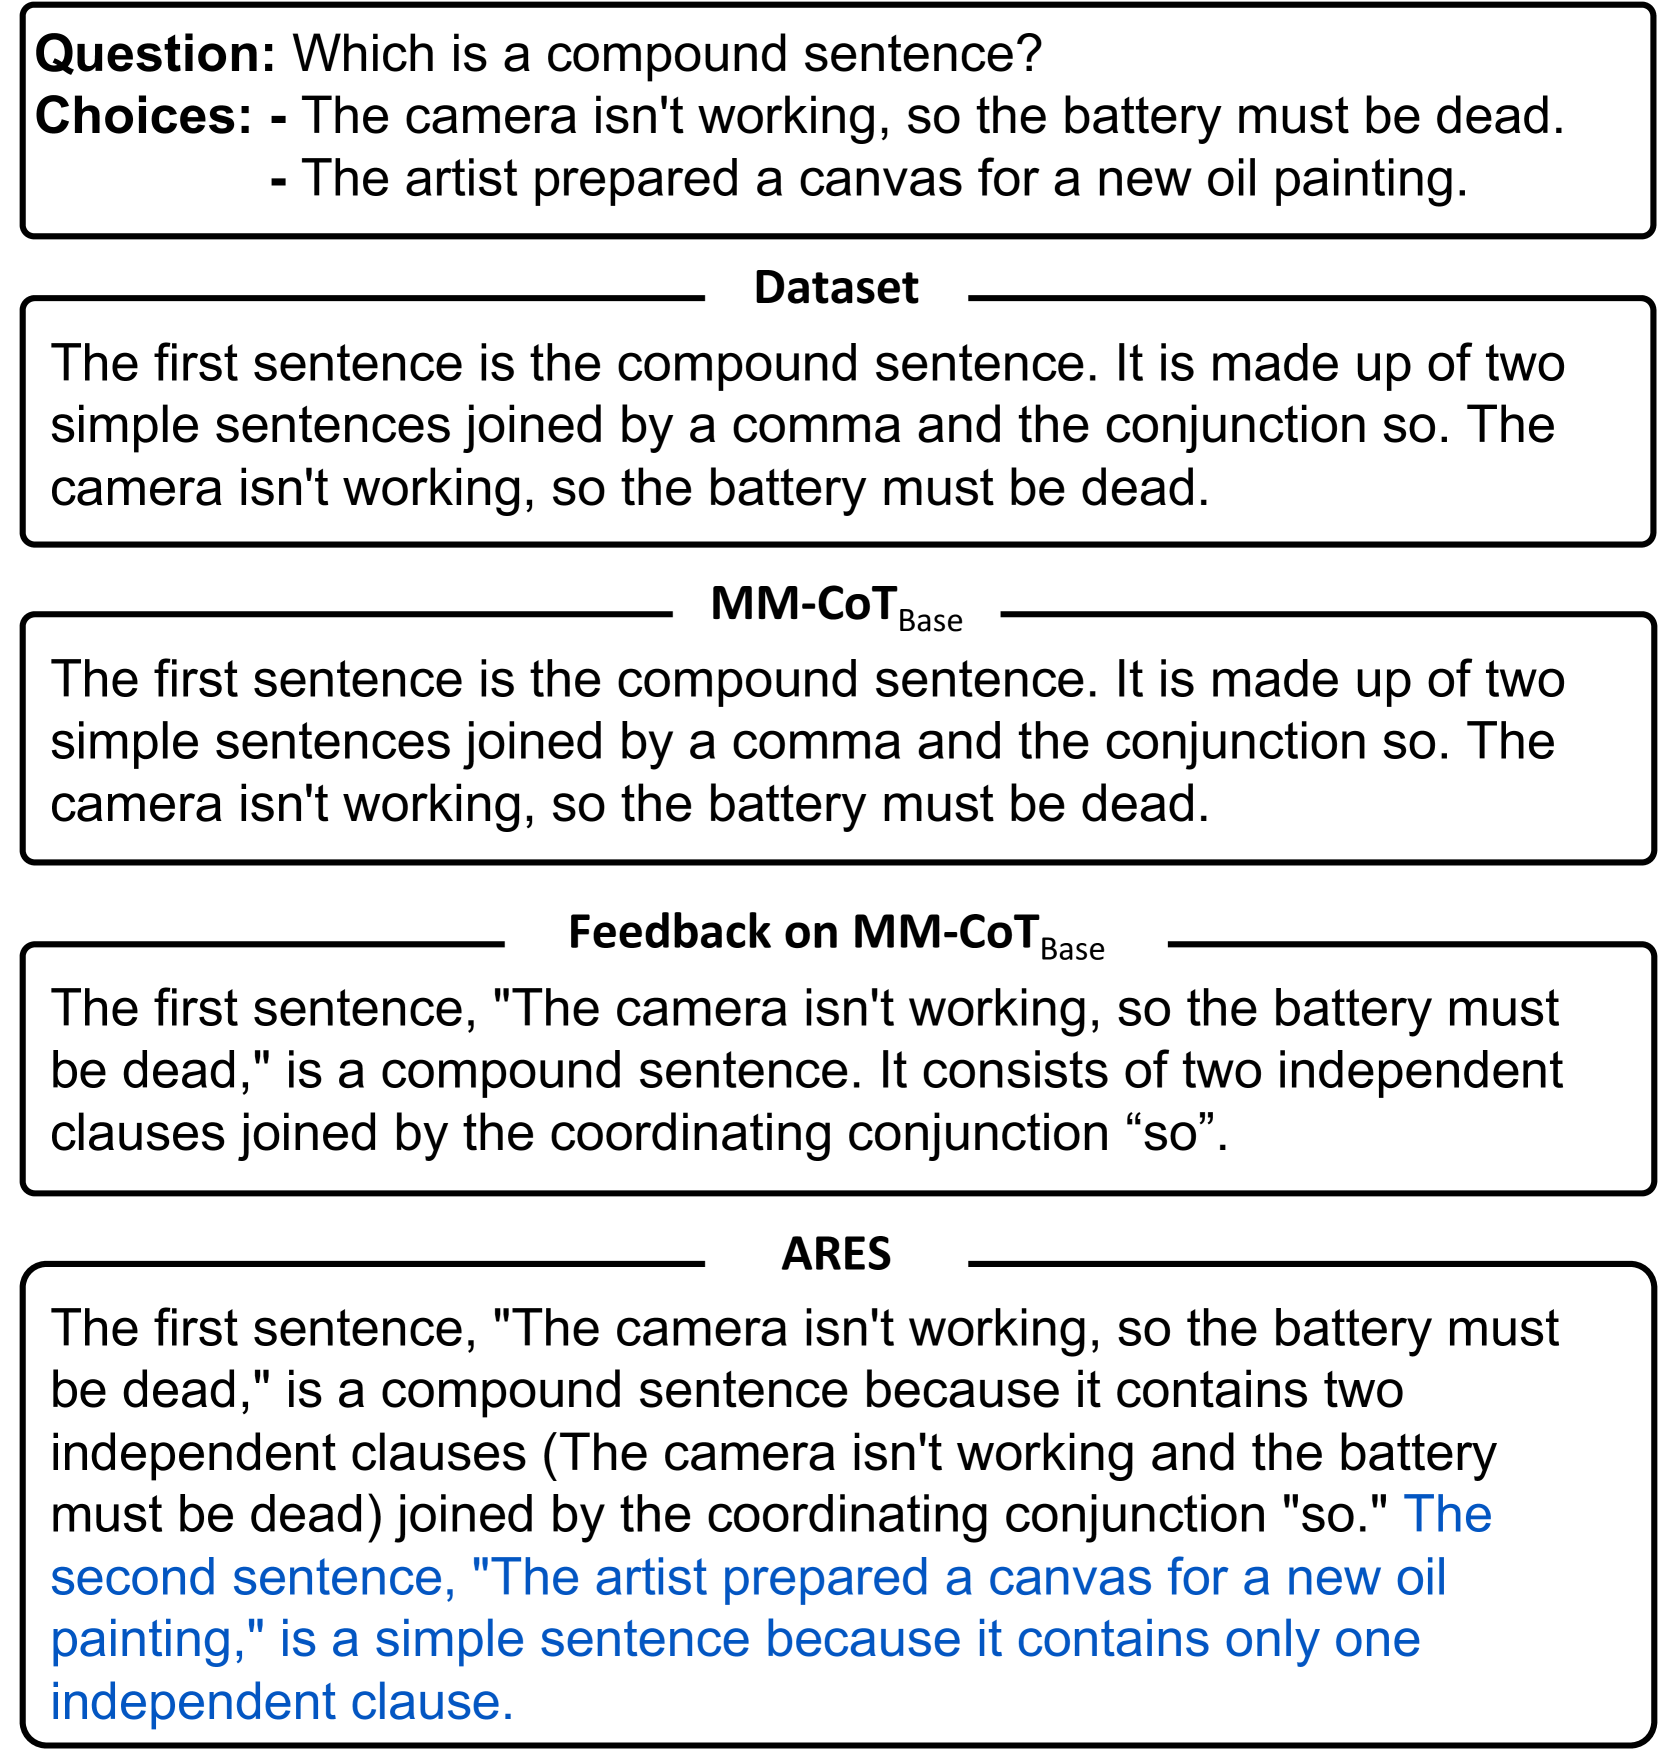 Question: Which is a compound sentence?
Choices: - The camera isn't working, so the battery must be dead.
- The artist prepared a canvas for a new oil painting.
Dataset
The first sentence is the compound sentence. It is made up of two
simple sentences joined by a comma and the conjunction so. The
camera isn't working, so the battery must be dead.
MM-CoTBase
The first sentence is the compound sentence. It is made up of two
simple sentences joined by a comma and the conjunction so. The
camera isn't working, so the battery must be dead.
Feedback on MM-CoTBase
The first sentence, "The camera isn't working, so the battery must
be dead," is a compound sentence. It consists of two independent
clauses joined by the coordinating conjunction “so”.
ARES
The first sentence, "The camera isn't working, so the battery must
be dead," is a compound sentence because it contains two
independent clauses (The camera isn't working and the battery
must be dead) joined by the coordinating conjunction "so." The
second sentence, "The artist prepared a canvas for a new oil
painting," is a simple sentence because it contains only one
independent clause.